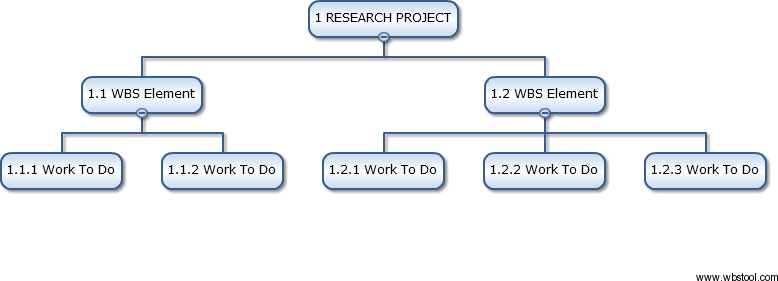 1 RESEARCH PROJECT
1.1 WBS Element
1.2 WBS Element
1.1.1 Work To Do
1.1.2 Work To Do
1.2.1 Work To Do
1.2.2 Work To Do
1.2.3 Work To Do
www.wbstool.com